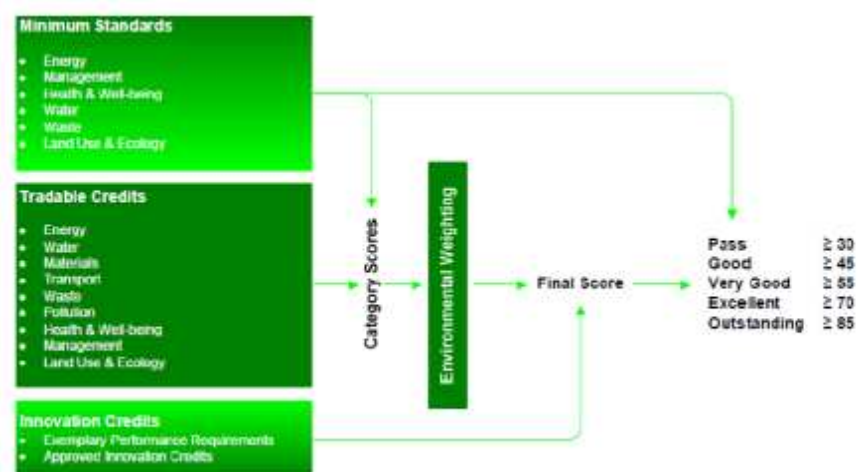 Minimum Standards
• Energy
• Management
• Health & Well-being
• Water
• Waste
• Land Use & Ecology
Tradable Credits
• Energy
• Water
• Materials
• Transport
• Waste
• Pollution
• Health & Well-being
• Management
• Land Use & Ecology
Innovation Credits
• Exemplary Performance Requirements
• Approved Innovation Credits
Category Scores
Environmental Weighting
Final Score
Pass ≥ 30
Good ≥ 45
Very Good ≥ 55
Excellent ≥ 70
Outstanding ≥ 85